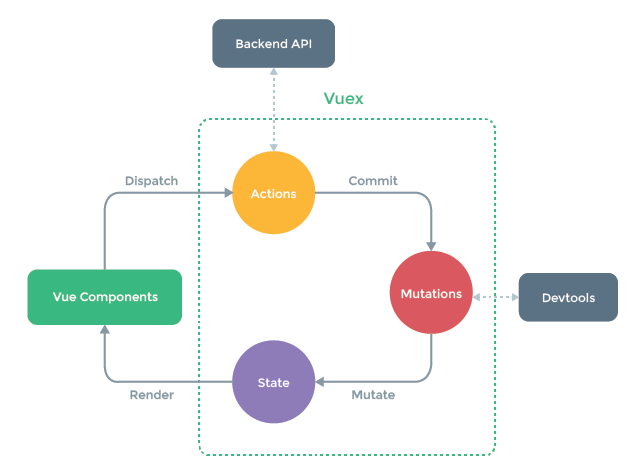 Backend API
Vuex
Dispatch
Commit
Actions
Mutations
Vue Components
Devtools
State
Render
Mutate